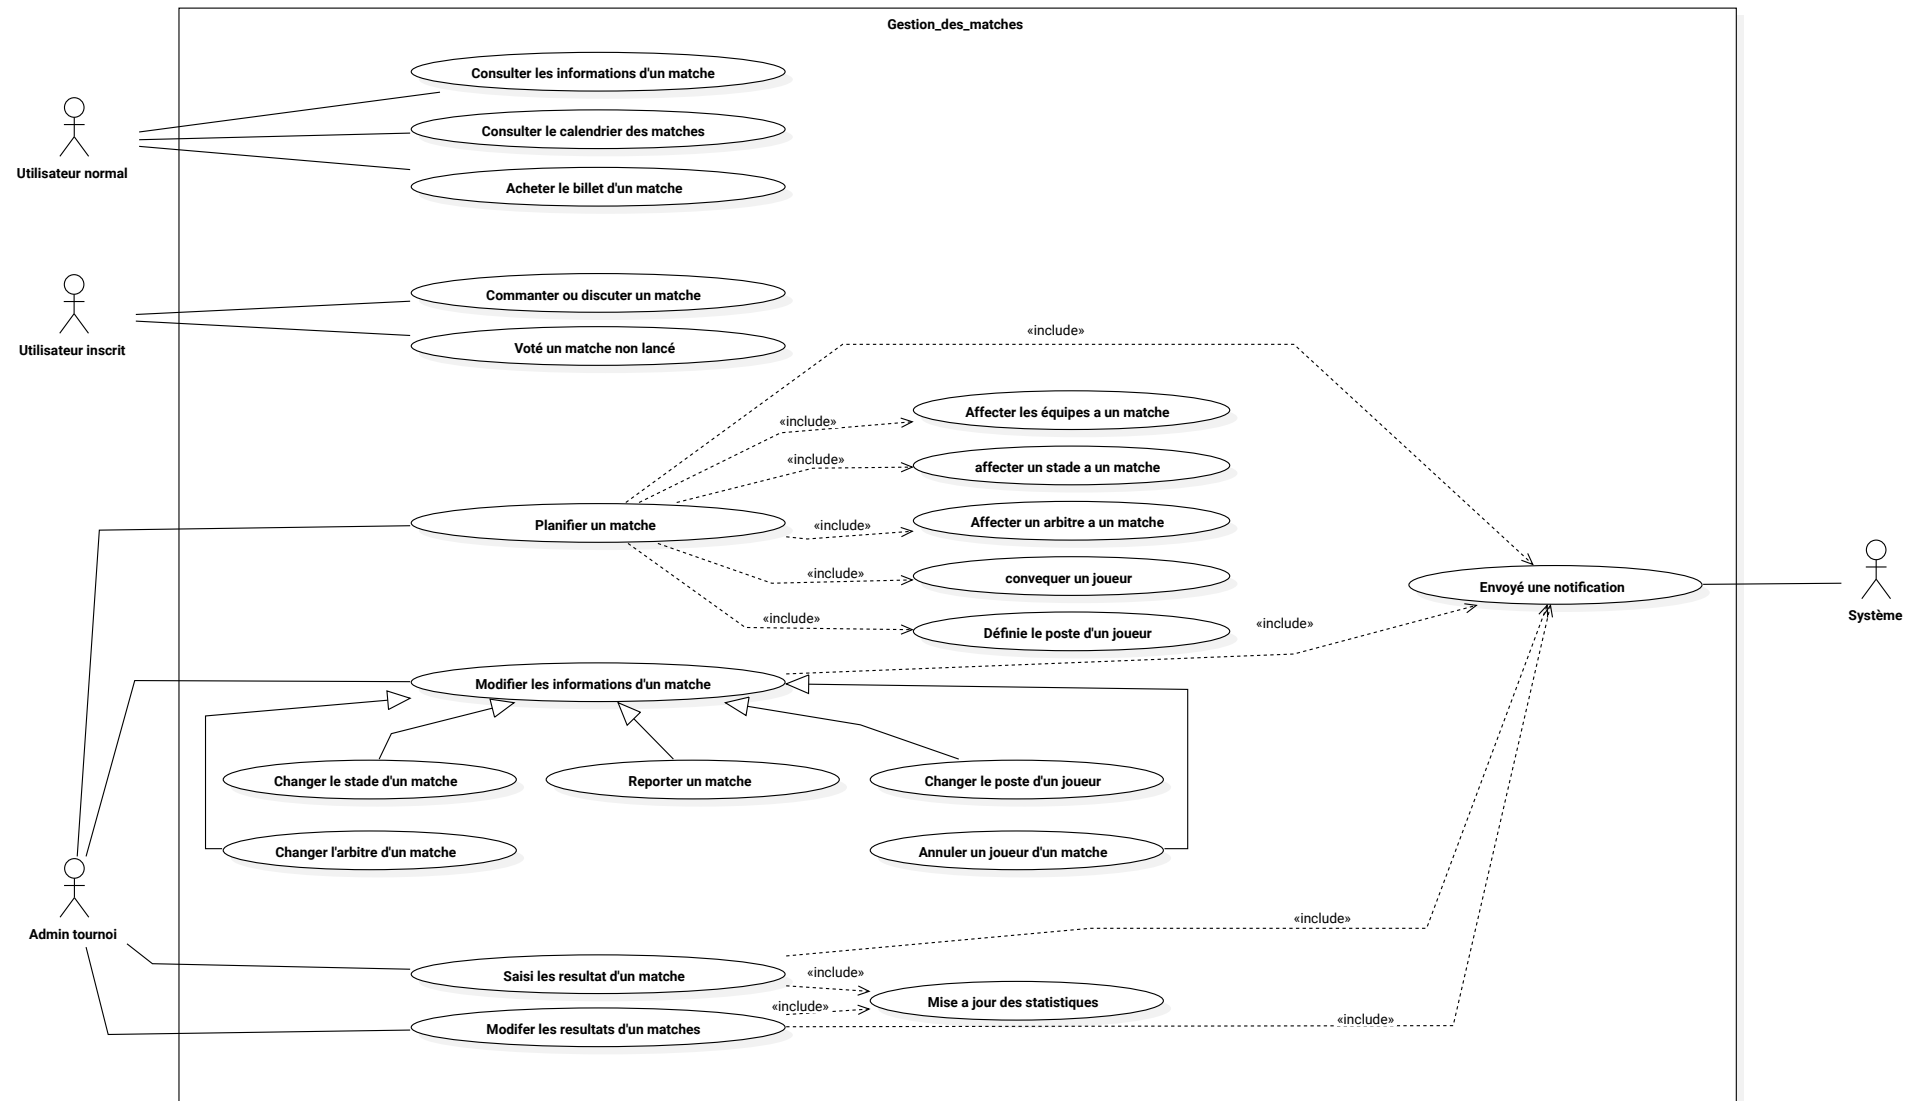 Gestion_des_matches
Consulter les informations d'un matche
Consulter le calendrier des matches
Utilisateur normal
Acheter le billet d'un matche
Commanter ou discuter un matche
Utilisateur inscrit
Voté un matche non lancé
«include»
Affecter les équipes a un matche
«include»
affecter un stade a un matche
«include»
Planifier un matche
«include»
Affecter un arbitre a un matche
«include»
convequer un joueur
Envoyé une notification
Système
«include»
Définie le poste d'un joueur
«include»
Modifier les informations d'un matche
Changer le stade d'un matche
Reporter un matche
Changer le poste d'un joueur
Changer l'arbitre d'un matche
Annuler un joueur d'un matche
Admin tournoi
«include»
Saisi les resultat d'un matche
«include»
Mise a jour des statistiques
«include»
Modifer les resultats d'un matches
«include»